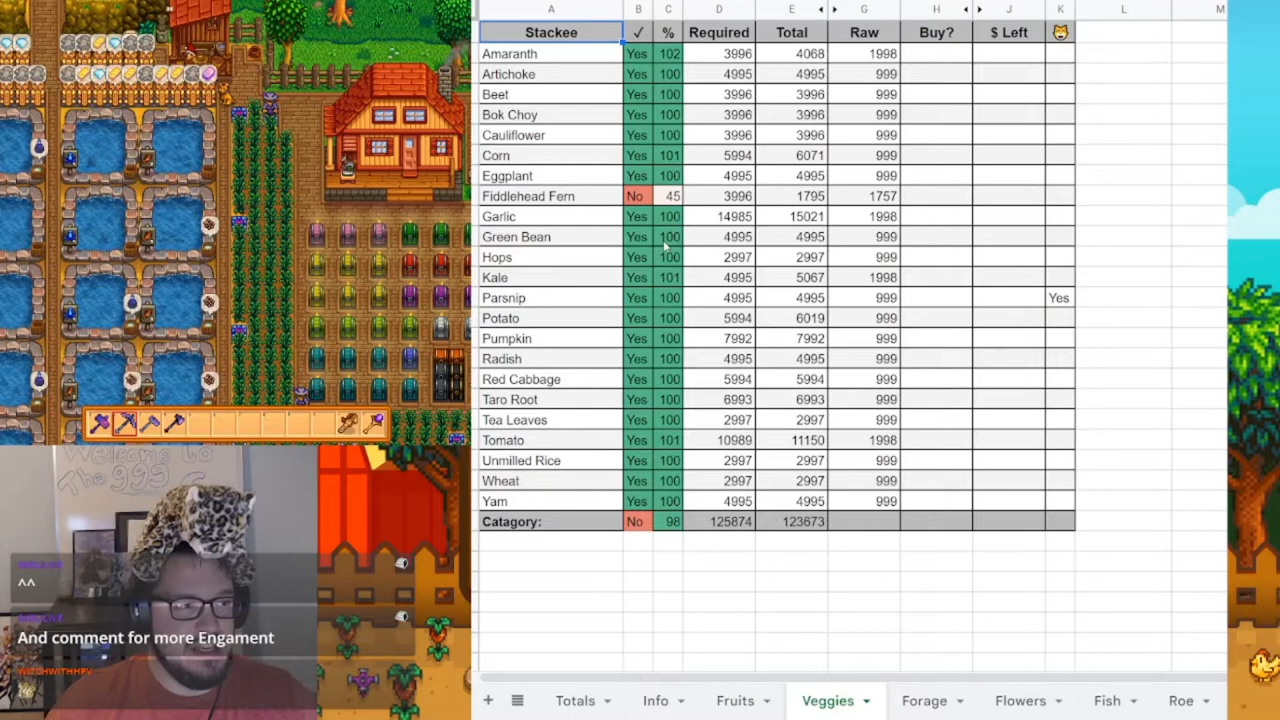 A B C D E G H J K L M
Stackee ✓ % Required Total Raw Buy? $ Left
Amaranth Yes 102 3996 4068 1998
Artichoke Yes 100 4995 4995 999
Beet Yes 100 3996 3996 999
Bok Choy Yes 100 3996 3996 999
Cauliflower Yes 100 3996 3996 999
Corn Yes 101 5994 6071 999
Eggplant Yes 100 4995 4995 999
Fiddlehead Fern No 45 3996 1795 1757
Garlic Yes 100 14985 15021 1998
Green Bean Yes 100 4995 4995 999
Hops Yes 100 2997 2997 999
Kale Yes 101 4995 5067 1998
Parsnip Yes 100 4995 4995 999 Yes
Potato Yes 100 5994 6019 999
Pumpkin Yes 100 7992 7992 999
Radish Yes 100 4995 4995 999
Red Cabbage Yes 100 5994 5994 999
Taro Root Yes 100 6993 6993 999
Tea Leaves Yes 100 2997 2997 999
Tomato Yes 101 10989 11150 1998
Unmilled Rice Yes 100 2997 2997 999
Wheat Yes 100 2997 2997 999
Yam Yes 100 4995 4995 999
Catagory: No 98 125874 123673
Welcome to
The 999
^^
And comment for more Engament
WITCHWITHHPV
+ Totals Info Fruits Veggies Forage Flowers Fish Roe